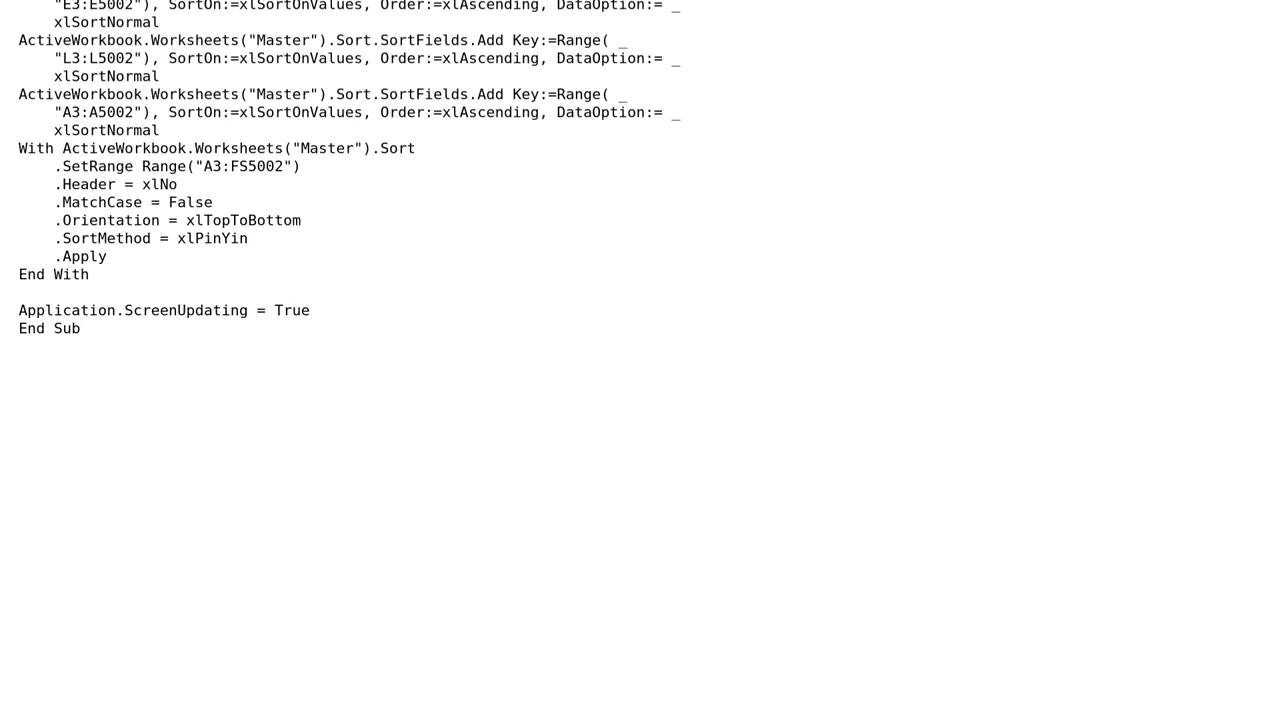 "E3:E5002"), SortOn:=xlSortOnValues, Order:=xlAscending, DataOption:= _
xlSortNormal
ActiveWorkbook.Worksheets("Master").Sort.SortFields.Add Key:=Range( _
"L3:L5002"), SortOn:=xlSortOnValues, Order:=xlAscending, DataOption:= _
xlSortNormal
ActiveWorkbook.Worksheets("Master").Sort.SortFields.Add Key:=Range( _
"A3:A5002"), SortOn:=xlSortOnValues, Order:=xlAscending, DataOption:= _
xlSortNormal
With ActiveWorkbook.Worksheets("Master").Sort
.SetRange Range("A3:FS5002")
.Header = xlNo
.MatchCase = False
.Orientation = xlTopToBottom
.SortMethod = xlPinYin
.Apply
End With
Application.ScreenUpdating = True
End Sub